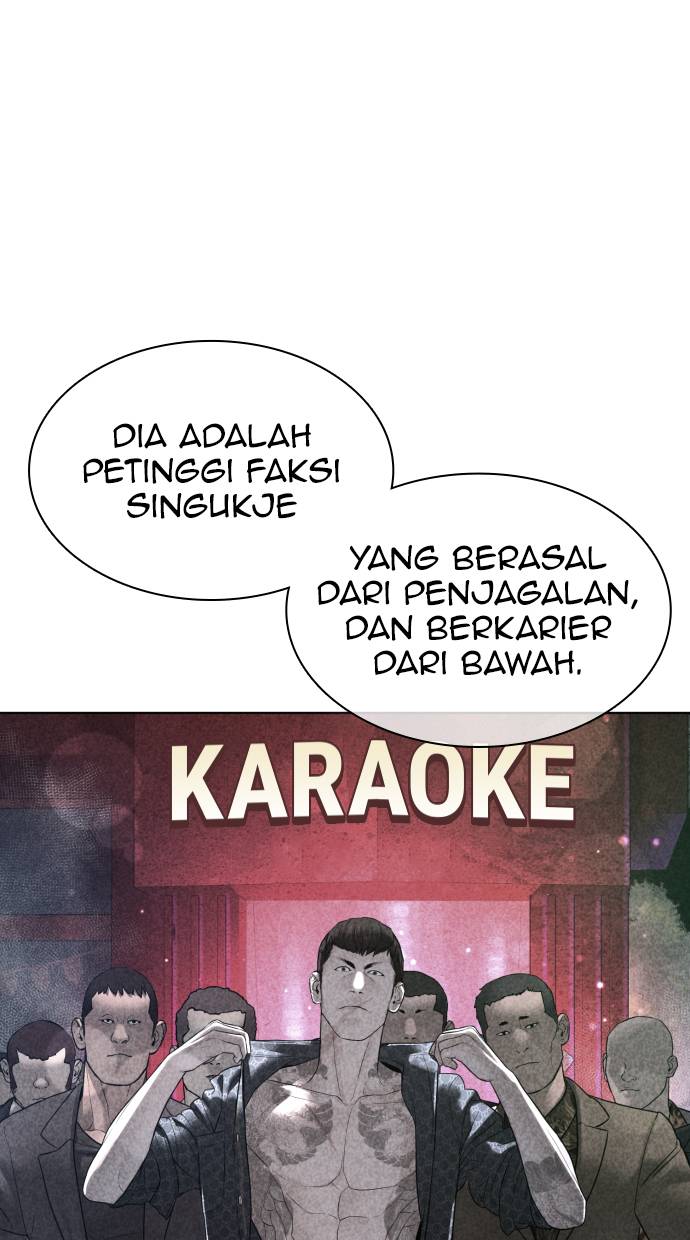 DIA ADALAH
PETINGGI FAKSI
SINGUKJE
YANG BERASAL
DARI PENJAGALAN,
DAN BERKARIER
DARI BAWAH.
KARAOKE